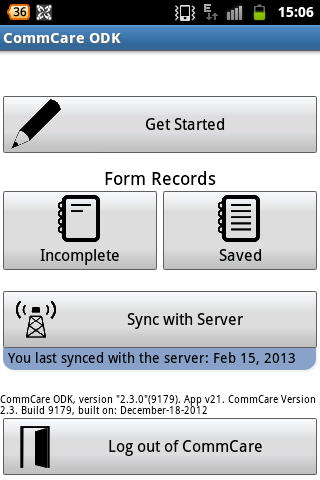 36 E 15:06
CommCare ODK
Get Started
Form Records
Incomplete
Saved
Sync with Server
You last synced with the server: Feb 15, 2013
CommCare ODK, version "2.3.0"(9179). App v21. CommCare Version
2.3. Build 9179, built on: December-18-2012
Log out of CommCare